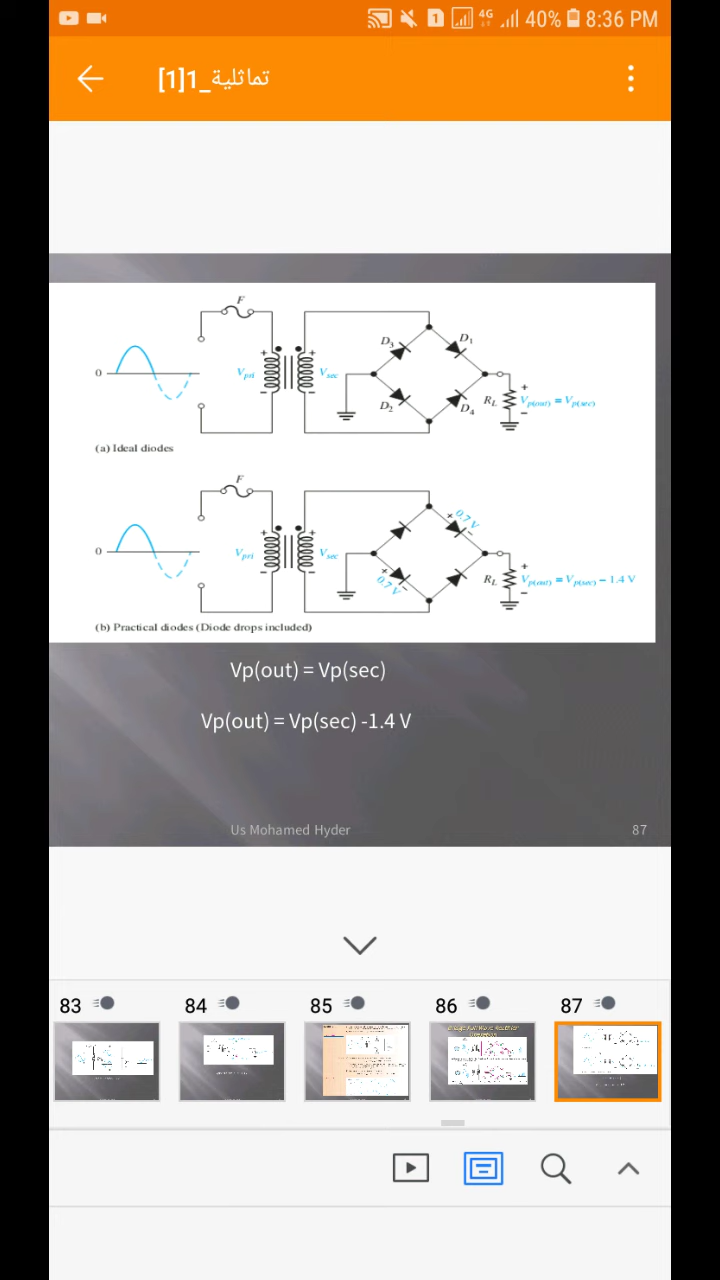 1 4G 40% 8:36 PM
تماثلية_1[1]
F
D3
D1
0
Vpri
Vsec
D2
D4
RL
+
Vp(out) = Vp(sec)
–
(a) Ideal diodes
F
0.7 V
0
Vpri
Vsec
0.7 V
RL
+
Vp(out) = Vp(sec) – 1.4 V
–
(b) Practical diodes (Diode drops included)
Vp(out) = Vp(sec)
Vp(out) = Vp(sec) -1.4 V
Us Mohamed Hyder
87
83 84 85 86 87